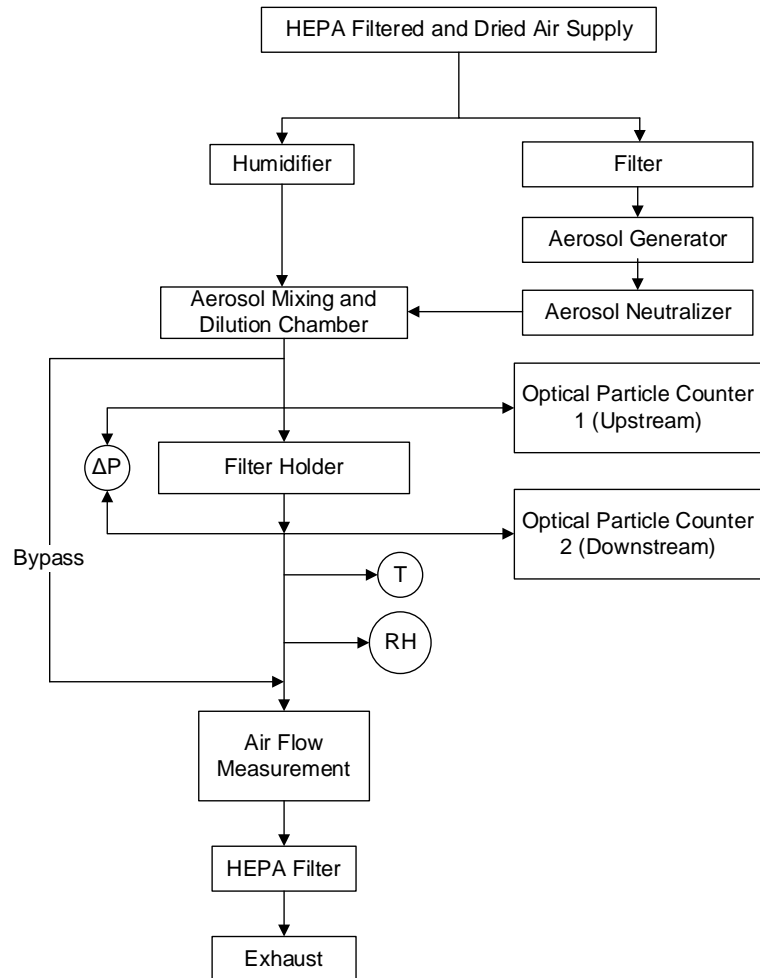 HEPA Filtered and Dried Air Supply
Humidifier
Filter
Aerosol Generator
Aerosol Mixing and
Dilution Chamber
Aerosol Neutralizer
Optical Particle Counter
1 (Upstream)
ΔP
Filter Holder
Optical Particle Counter
2 (Downstream)
Bypass
T
RH
Air Flow
Measurement
HEPA Filter
Exhaust